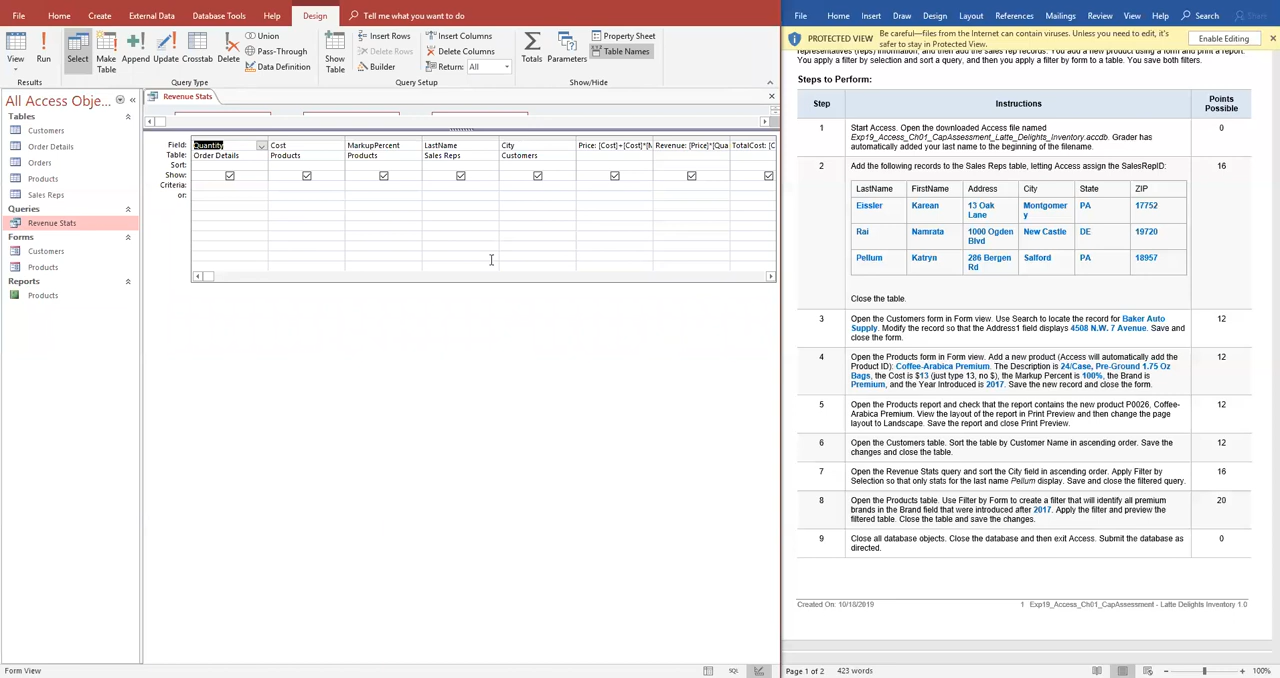 File Home Create External Data Database Tools Help Design Tell me what you want to do
View Run Select Make Table Append Update Crosstab Delete
Union
Pass-Through
Data Definition
Show Table
Insert Rows
Delete Rows
Builder
Insert Columns
Delete Columns
Return: All
Totals Parameters
Property Sheet
Table Names
Results Query Type Query Setup Show/Hide
All Access Obje...
Tables
Customers
Order Details
Orders
Products
Sales Reps
Queries
Revenue Stats
Forms
Customers
Products
Reports
Products
Revenue Stats
Field: Quantity Cost MarkupPercent LastName City Price: [Cost]+[Cost]*[M Revenue: [Price]*[Qua TotalCost: [C
Table: Order Details Products Products Sales Reps Customers
Sort:
Show:
Criteria:
or:
Form View
SQL
File Home Insert Draw Design Layout References Mailings Review View Help Search Share
PROTECTED VIEW Be careful—files from the Internet can contain viruses. Unless you need to edit, it's
safer to stay in Protected View.
Enable Editing
representatives (reps) information, and then add the sales rep records. You add a new product using a form and print a report.
You apply a filter by selection and sort a query, and then you apply a filter by form to a table. You save both filters.
Steps to Perform:
Step Instructions Points Possible
1 Start Access. Open the downloaded Access file named 0
Exp19_Access_Ch01_CapAssessment_Latte_Delights_Inventory.accdb. Grader has
automatically added your last name to the beginning of the filename.
2 Add the following records to the Sales Reps table, letting Access assign the SalesRepID: 16
LastName FirstName Address City State ZIP
Eissler Karean 13 Oak Lane Montgomery PA 17752
Rai Namrata 1000 Ogden Blvd New Castle DE 19720
Pellum Katryn 286 Bergen Rd Salford PA 18957
Close the table.
3 Open the Customers form in Form view. Use Search to locate the record for Baker Auto 12
Supply. Modify the record so that the Address1 field displays 4508 N.W. 7 Avenue. Save and
close the form.
4 Open the Products form in Form view. Add a new product (Access will automatically add the 12
Product ID): Coffee-Arabica Premium. The Description is 24/Case, Pre-Ground 1.75 Oz
Bags, the Cost is $13 (just type 13, no $), the Markup Percent is 100%, the Brand is
Premium, and the Year Introduced is 2017. Save the new record and close the form.
5 Open the Products report and check that the report contains the new product P0026, Coffee- 12
Arabica Premium. View the layout of the report in Print Preview and then change the page
layout to Landscape. Save the report and close Print Preview.
6 Open the Customers table. Sort the table by Customer Name in ascending order. Save the 12
changes and close the table.
7 Open the Revenue Stats query and sort the City field in ascending order. Apply Filter by 16
Selection so that only stats for the last name Pellum display. Save and close the filtered query.
8 Open the Products table. Use Filter by Form to create a filter that will identify all premium 20
brands in the Brand field that were introduced after 2017. Apply the filter and preview the
filtered table. Close the table and save the changes.
9 Close all database objects. Close the database and then exit Access. Submit the database as 0
directed.
Created On: 10/18/2019 1 Exp19_Access_Ch01_CapAssessment - Latte Delights Inventory 1.0
Page 1 of 2 423 words 100%